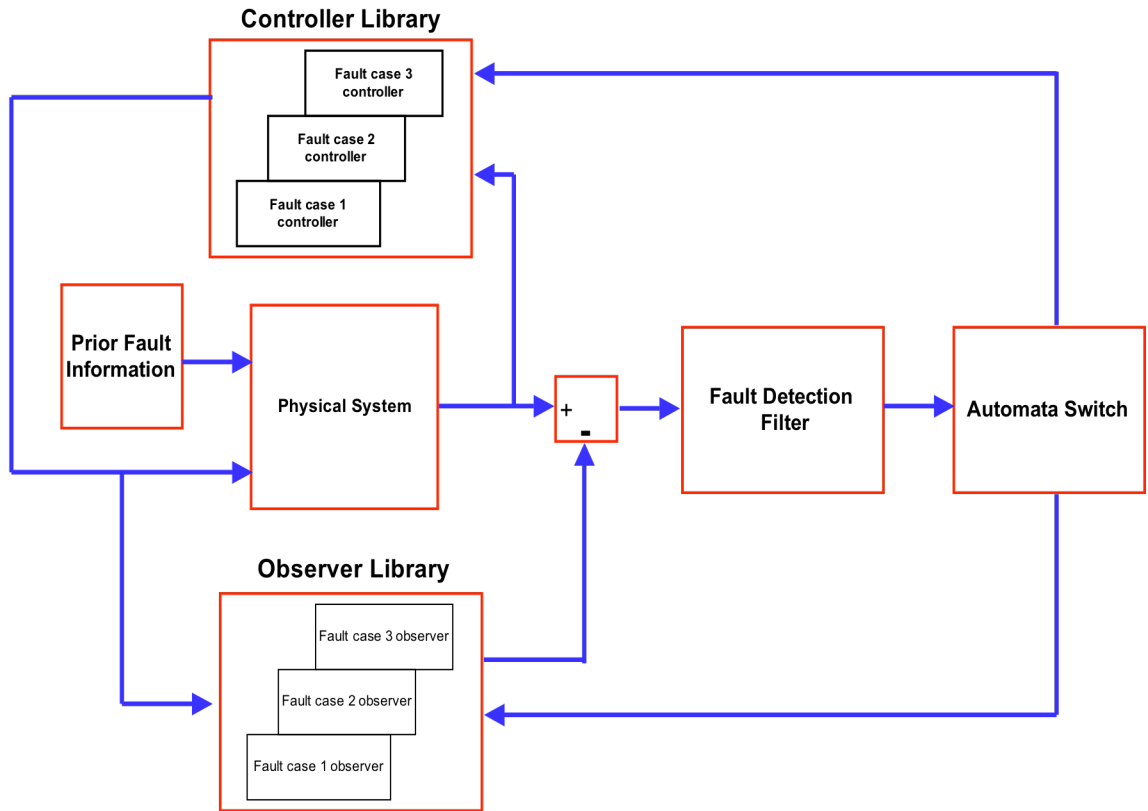 Controller Library
Fault case 3
controller
Fault case 2
controller
Fault case 1
controller
Prior Fault
Information
Physical System
+
-
Fault Detection
Filter
Automata Switch
Observer Library
Fault case 3 observer
Fault case 2 observer
Fault case 1 observer